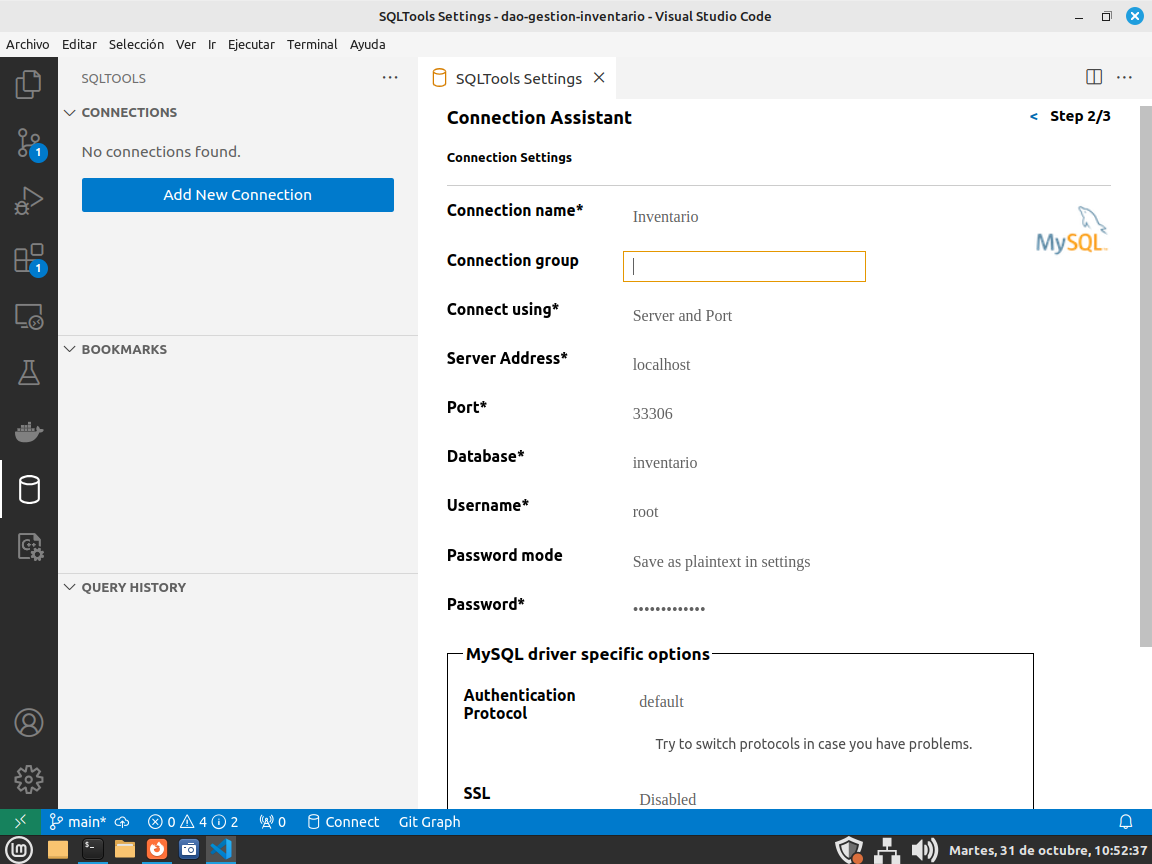 SQLTools Settings - dao-gestion-inventario - Visual Studio Code
Archivo Editar Selección Ver Ir Ejecutar Terminal Ayuda
SQLTOOLS
SQLTools Settings
CONNECTIONS
No connections found.
Add New Connection
BOOKMARKS
QUERY HISTORY
1
1
Connection Assistant
< Step 2/3
Connection Settings
Connection name* Inventario
MySQL
Connection group
Connect using* Server and Port
Server Address* localhost
Port* 33306
Database* inventario
Username* root
Password mode Save as plaintext in settings
Password* •••••••••••••
MySQL driver specific options
Authentication
Protocol
default
Try to switch protocols in case you have problems.
SSL Disabled
main* 0 4 2 0 Connect Git Graph
Martes, 31 de octubre, 10:52:37